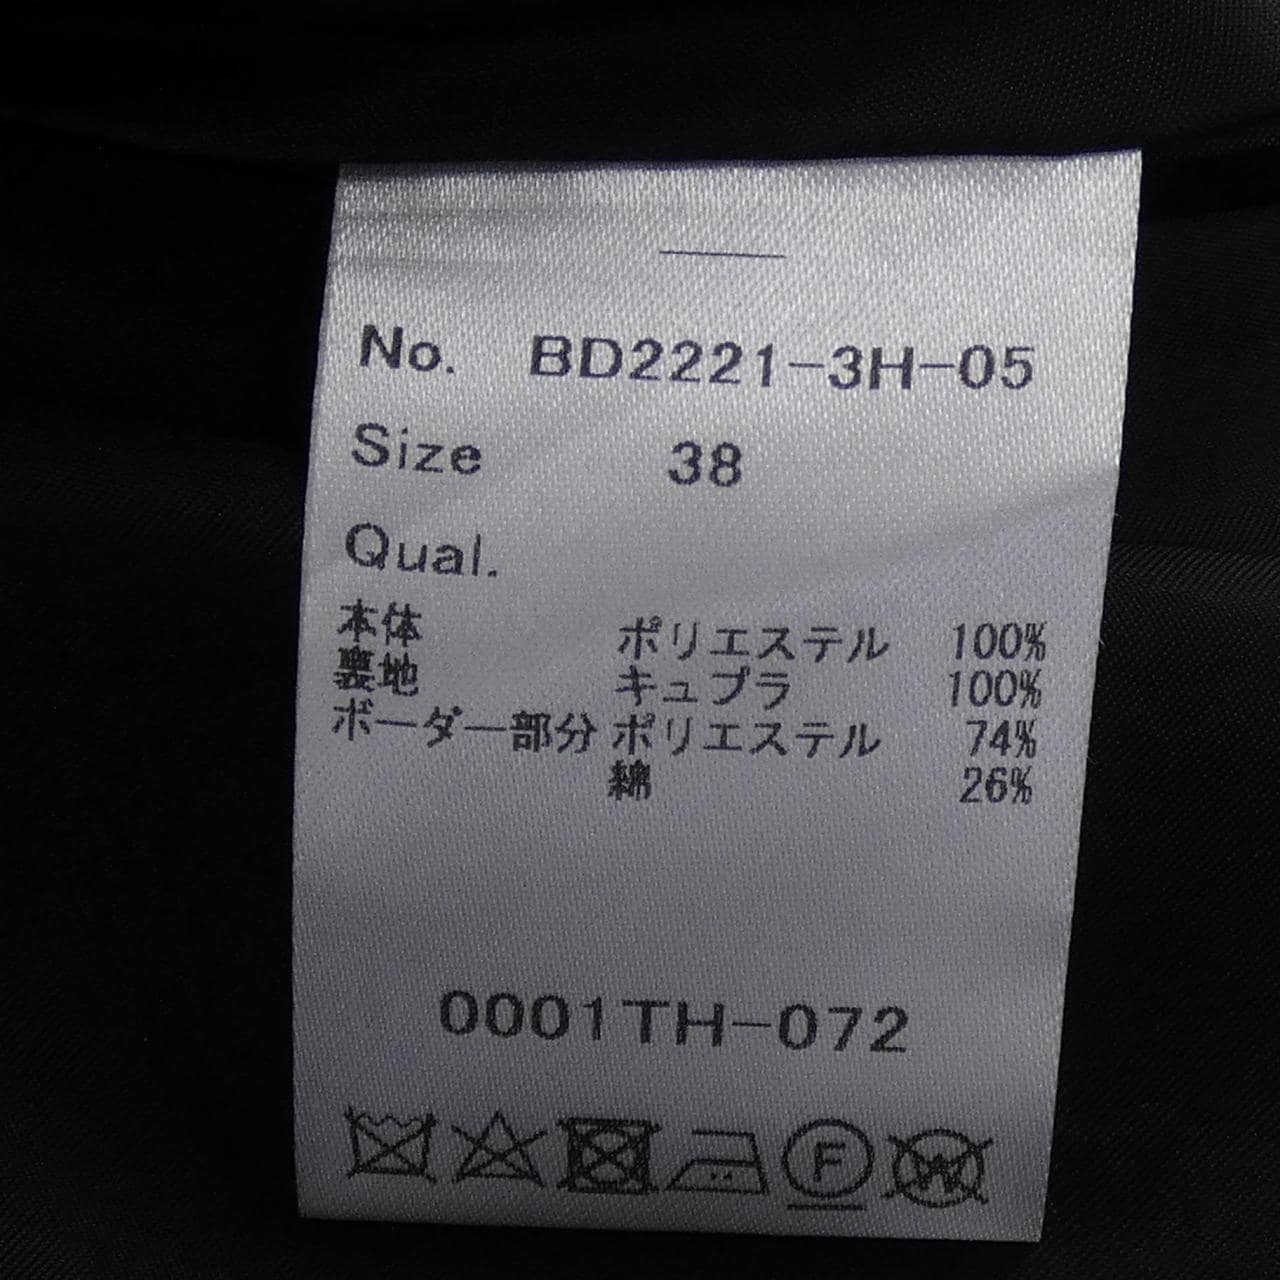 No. BD2221-3H-05
Size 38
Qual.
本体 ポリエステル 100%
裏地 キュプラ 100%
ボーダー部分 ポリエステル 74%
綿 26%
0001TH-072
F W